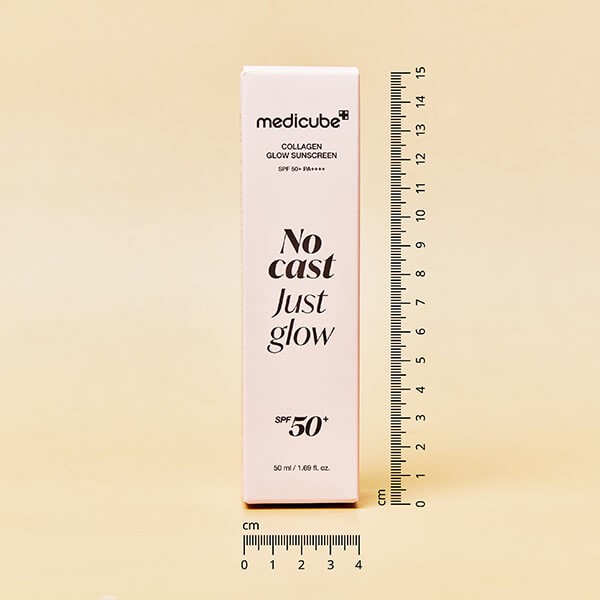 medicube
COLLAGEN
GLOW SUNSCREEN
SPF 50+ PA++++
No
cast
Just
glow
SPF 50+
50 ml / 1.69 fl. oz.
15
14
13
12
11
10
9
8
7
6
5
4
3
2
1
0
cm
cm
0 1 2 3 4